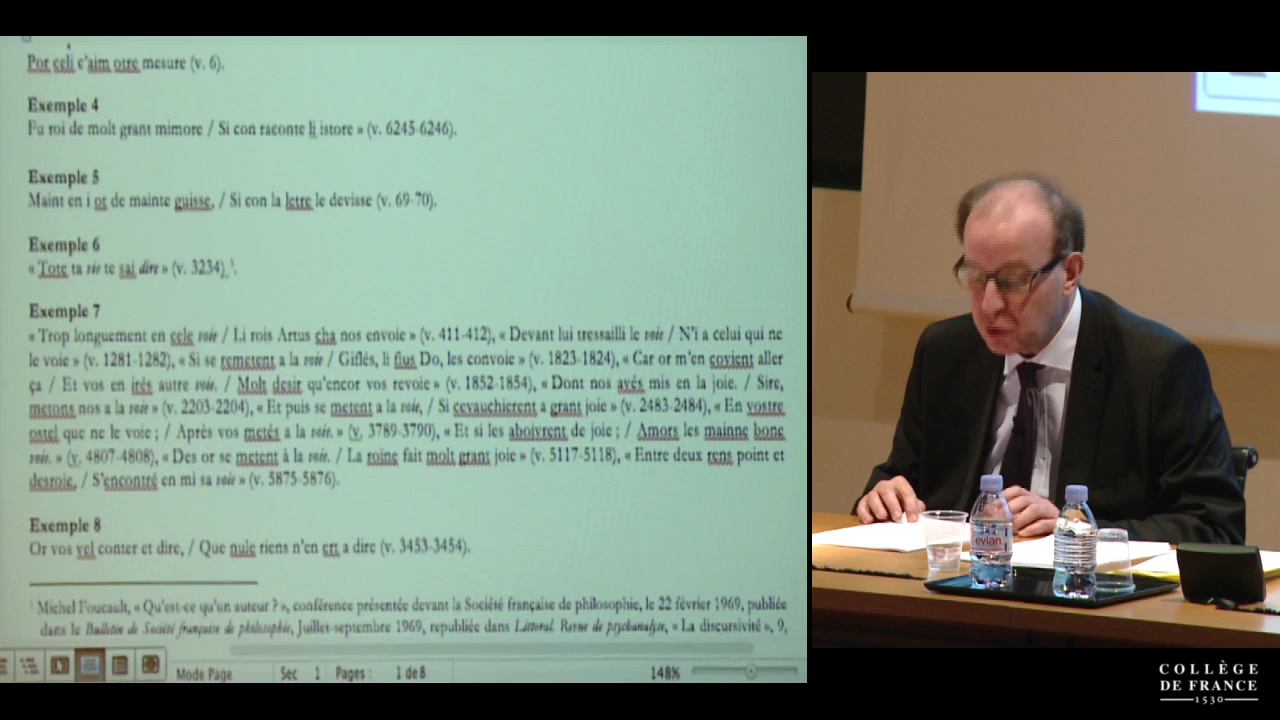 Por celi c'aim otre mesure (v. 6).
Exemple 4
Fu roi de molt grant mimore / Si con raconte li istore » (v. 6245-6246).
Exemple 5
Maint en i ot de mainte guisse, / Si con la letre le devisse (v. 69-70).
Exemple 6
« Tote ta vie te sai dire » (v. 3234) ¹.
Exemple 7
« Trop longuement en cele voie / Li rois Artus cha nos envoie » (v. 411-412), « Devant lui tressailli le voie / N'i a celui qui ne
le voie » (v. 1281-1282), « Si se remetent a la voie / Giflés, li fius Do, les convoie » (v. 1823-1824), « Car or m'en covient aller
ça / Et vos en irés autre voie. / Molt desir qu'encor vos revoie » (v. 1852-1854), « Dont nos avés mis en la joie. / Sire,
metons nos a la voie » (v. 2203-2204), « Et puis se metent a la voie, / Si cevauchierent a grant joie » (v. 2483-2484), « En vostre
ostel que ne le voie ; / Après vos metés a la voie. » (v. 3789-3790), « Et si les aboivrent de joie ; / Amors les mainne bone
voie. » (v. 4807-4808), « Des or se metent à la voie. / La roine fait molt grant joie » (v. 5117-5118), « Entre deux rens point et
desroie, / S'encontré en mi sa voie » (v. 5875-5876).
Exemple 8
Or vos vel conter et dire, / Que nule riens n'en ert a dire (v. 3453-3454).
¹ Michel Foucault, « Qu'est-ce qu'un auteur ? », conférence présentée devant la Société française de philosophie, le 22 février 1969, publiée
dans le Bulletin de Société française de philosophie, Juillet-septembre 1969, republiée dans Littoral. Revue de psychanalyse, « La discursivité », 9,
Mode Page Sec 1 Pages : 1 de 8 148%
evian
COLLÈGE
DE FRANCE
1530